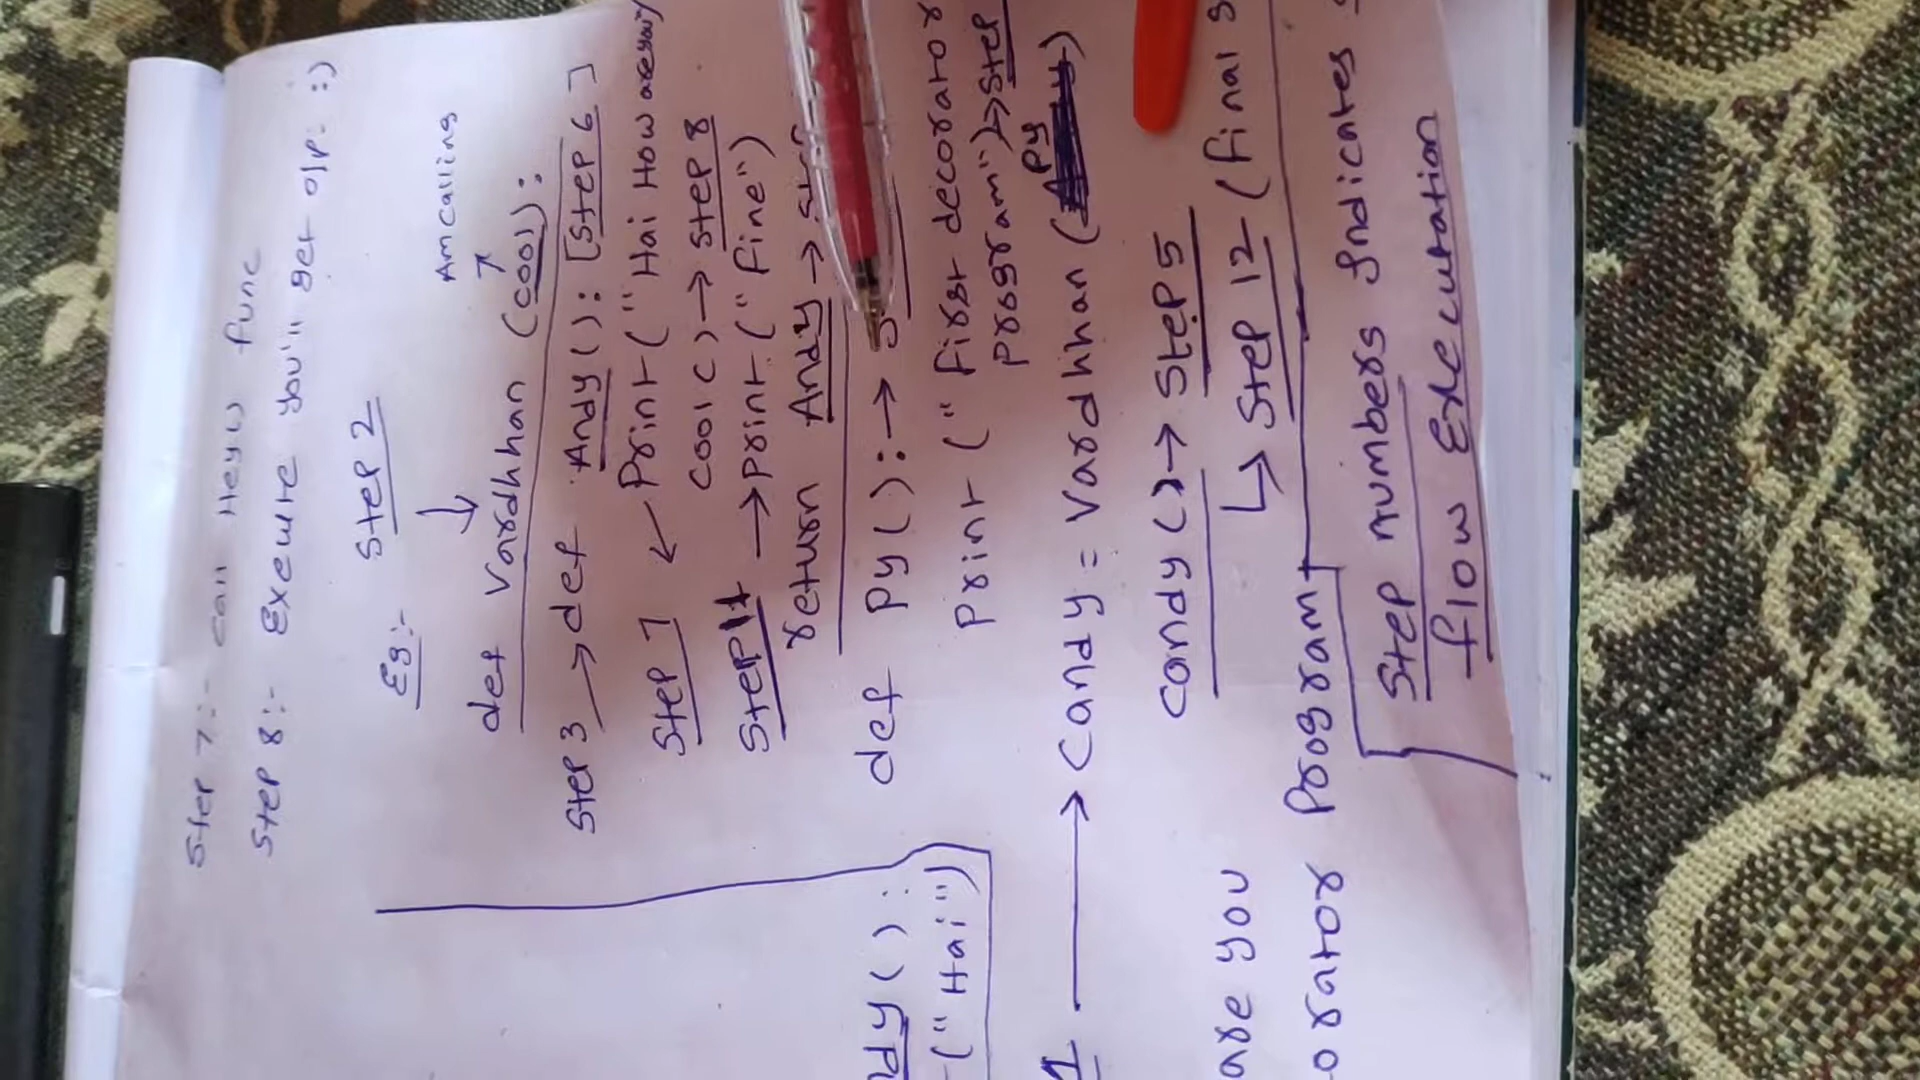 Step 7:- call Heyu func
Step 8:- Execute you'll get o/p. :)
Step 2
Eg:-
Am calling
def Vardhhan (cool):
Step 3 → def Andy(): [Step 6]
Step 7 ← Print("Hai How are you")
cool() → Step 8
Step 11 → print("fine")
return Andy →
def Py(): →
Print ("First decorator
Program") → Step
1 → Candy = Vardhhan (Py)
candy() → Step 5
↳ Step 12 (final
Program
Step numbers Indicates
flow Execution
ndy():
("Hai")
are you
orator